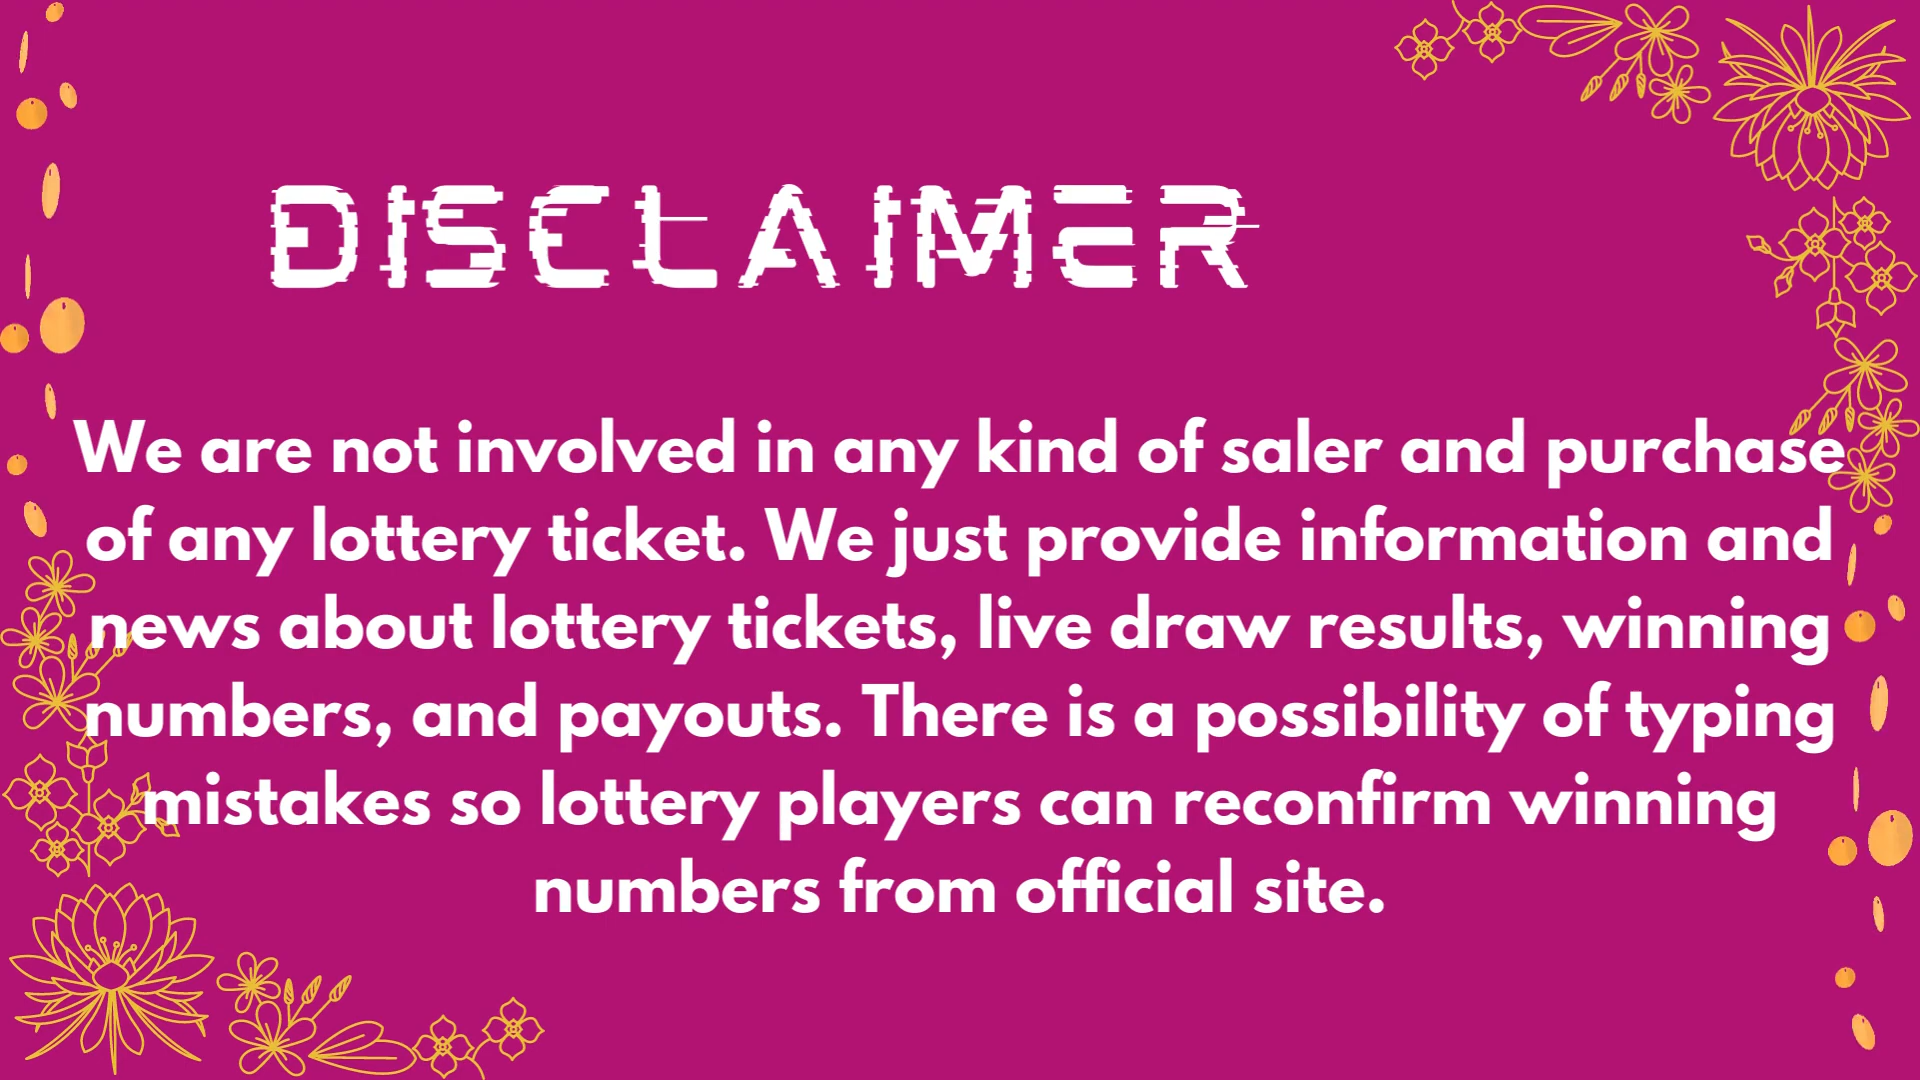 DISCLAIMER
We are not involved in any kind of saler and purchase
of any lottery ticket. We just provide information and
news about lottery tickets, live draw results, winning
numbers, and payouts. There is a possibility of typing
mistakes so lottery players can reconfirm winning
numbers from official site.